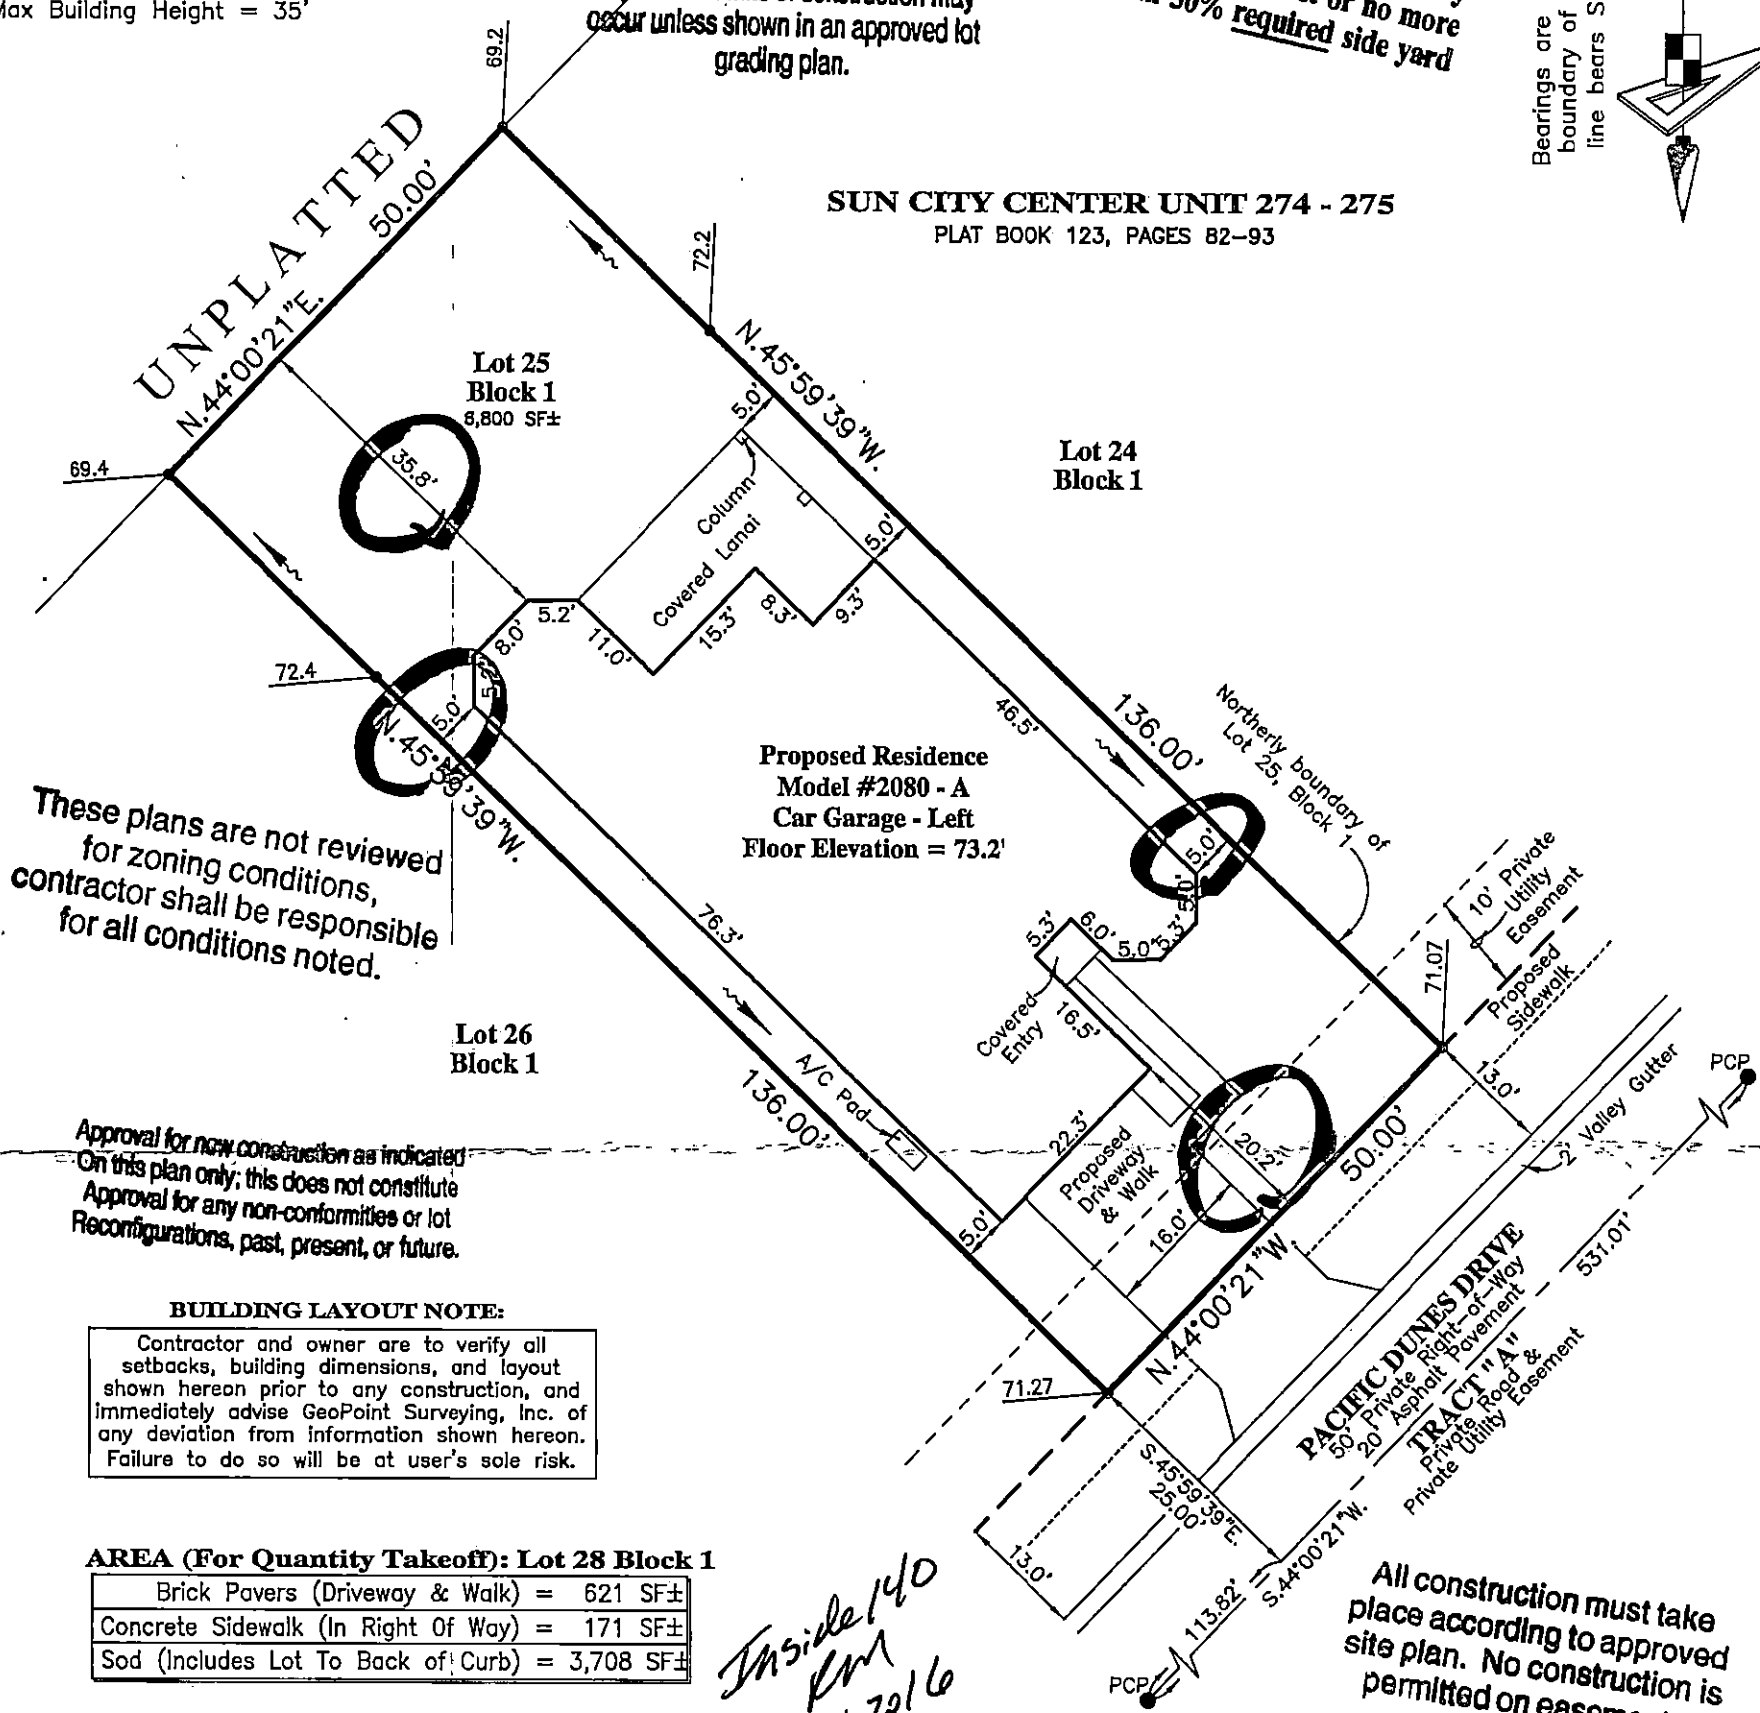 Max Building Height = 35'
occur unless shown in an approved lot
grading plan.
or no more
50% required side yard
Bearings are
boundary of
line bears S
SUN CITY CENTER UNIT 274 - 275
PLAT BOOK 123, PAGES 82-93
69.2
UNPLATTED
50.00'
N.44°00'21"E.
72.2
N.45°59'39"W.
Lot 25
Block 1
6,800 SF±
35.8'
69.4
5.0'
Column
Covered Lanai
5.0'
Lot 24
Block 1
5.2'
8.0'
11.0'
15.3'
8.3'
9.3'
5.2'
72.4
5.0'
N.45°59'39"W.
46.5'
136.00'
Northerly boundary of
Lot 25, Block 1
Proposed Residence
Model #2080 - A
Car Garage - Left
Floor Elevation = 73.2'
5.0'
5.0'
5.3'
5.0'
6.0'
5.3'
10' Private
Utility
Easement
71.07
Proposed
Sidewalk
These plans are not reviewed
for zoning conditions,
contractor shall be responsible
for all conditions noted.
76.3'
Covered
Entry
16.5'
Lot 26
Block 1
A/C Pad
136.00'
22.3'
Proposed
Driveway
& Walk
20.2'
16.0'
5.0'
50.00'
13.0'
2' Valley Gutter
PCP
Approval for new construction as indicated
On this plan only; this does not constitute
Approval for any non-conformities or lot
Reconfigurations, past, present, or future.
N.44°00'21"W.
531.01'
PACIFIC DUNES DRIVE
50' Private Right-of-Way
20' Asphalt Pavement
TRACT "A"
Private Road &
Private Utility Easement
BUILDING LAYOUT NOTE:
Contractor and owner are to verify all
setbacks, building dimensions, and layout
shown hereon prior to any construction, and
immediately advise GeoPoint Surveying, Inc. of
any deviation from information shown hereon.
Failure to do so will be at user's sole risk.
71.27
S.45°59'39"E.
25.00'
13.0'
S.44°00'21"W.
113.82'
PCP
AREA (For Quantity Takeoff): Lot 28 Block 1
Brick Pavers (Driveway & Walk) = 621 SF±
Concrete Sidewalk (In Right Of Way) = 171 SF±
Sod (Includes Lot To Back of Curb) = 3,708 SF±
Inside 140
All construction must take
place according to approved
site plan. No construction is
permitted on